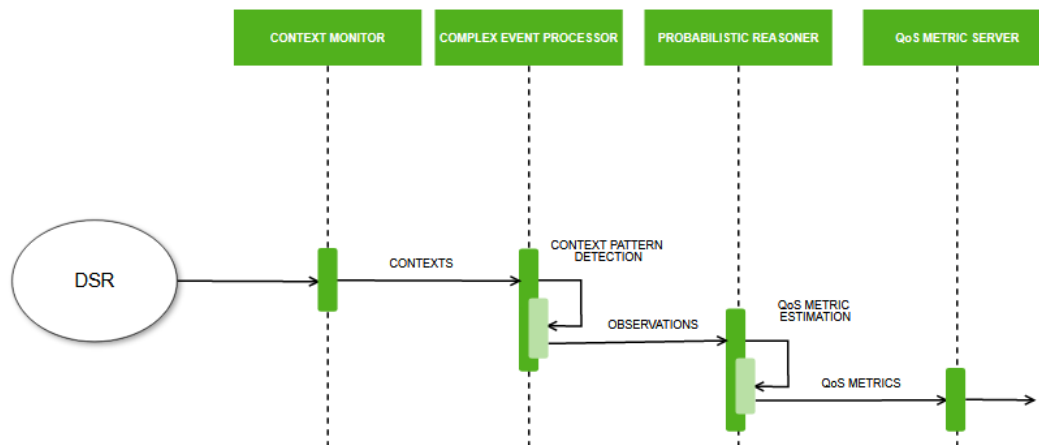 CONTEXT MONITOR
COMPLEX EVENT PROCESSOR
PROBABILISTIC REASONER
QoS METRIC SERVER
DSR
CONTEXTS
CONTEXT PATTERN
DETECTION
OBSERVATIONS
QoS METRIC
ESTIMATION
QoS METRICS